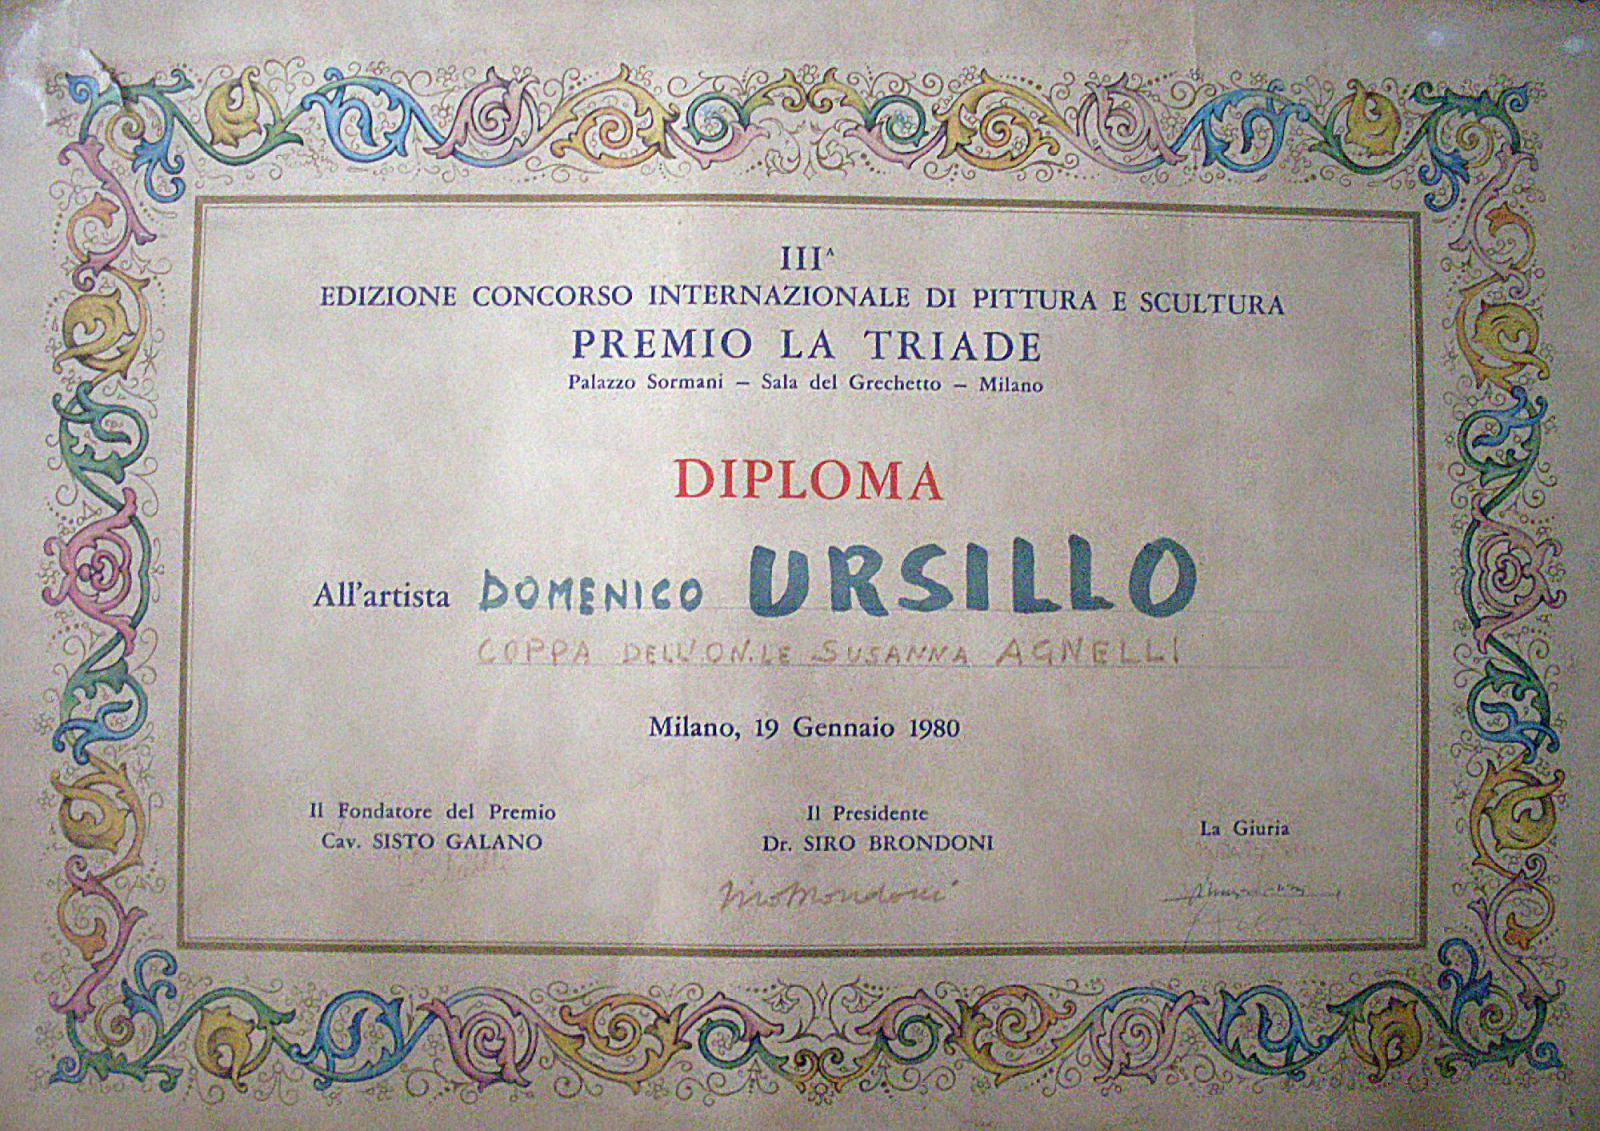 III^
EDIZIONE CONCORSO INTERNAZIONALE DI PITTURA E SCULTURA
PREMIO LA TRIADE
Palazzo Sormani – Sala del Grechetto – Milano
DIPLOMA
All'artista DOMENICO URSILLO
COPPA DELL'ON.LE SUSANNA AGNELLI
Milano, 19 Gennaio 1980
Il Fondatore del Premio
Cav. SISTO GALANO
Il Presidente
Dr. SIRO BRONDONI
La Giuria